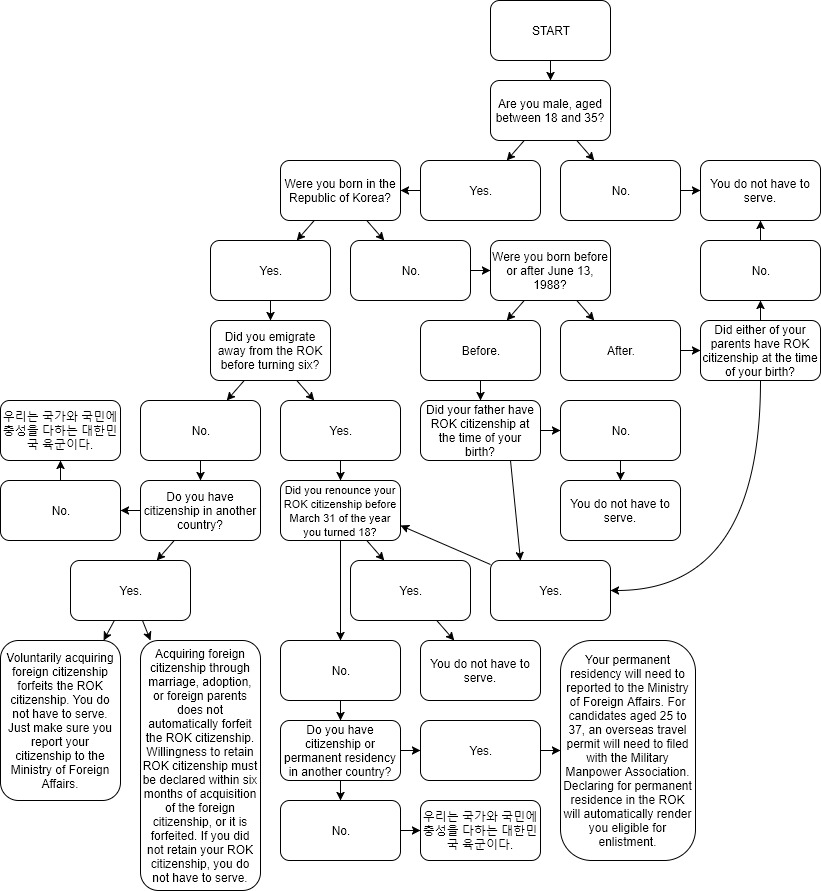 START
Are you male, aged
between 18 and 35?
Were you born in the
Republic of Korea?
Yes.
No.
You do not have to
serve.
Yes.
No.
Were you born before
or after June 13,
1988?
No.
Did you emigrate
away from the ROK
before turning six?
Before.
After.
Did either of your
parents have ROK
citizenship at the time
of your birth?
우리는 국가와 국민에
충성을 다하는 대한민
국 육군이다.
No.
Yes.
Did your father have
ROK citizenship at
the time of your
birth?
No.
No.
Do you have
citizenship in another
country?
Did you renounce your
ROK citizenship before
March 31 of the year
you turned 18?
You do not have to
serve.
Yes.
Yes.
Yes.
Voluntarily acquiring
foreign citizenship
forfeits the ROK
citizenship. You do
not have to serve.
Just make sure you
report your
citizenship to the
Ministry of Foreign
Affairs.
Acquiring foreign
citizenship through
marriage, adoption,
or foreign parents
does not
automatically forfeit
the ROK citizenship.
Willingness to retain
ROK citizenship must
be declared within six
months of acquisition
of the foreign
citizenship, or it is
forfeited. If you did
not retain your ROK
citizenship, you do
not have to serve.
No.
You do not have to
serve.
Your permanent
residency will need to
reported to the Ministry
of Foreign Affairs. For
candidates aged 25 to
37, an overseas travel
permit will need to filed
with the Military
Manpower Association.
Declaring for permanent
residence in the ROK
will automatically render
you eligible for
enlistment.
Do you have
citizenship or
permanent residency
in another country?
Yes.
No.
우리는 국가와 국민에
충성을 다하는 대한민
국 육군이다.